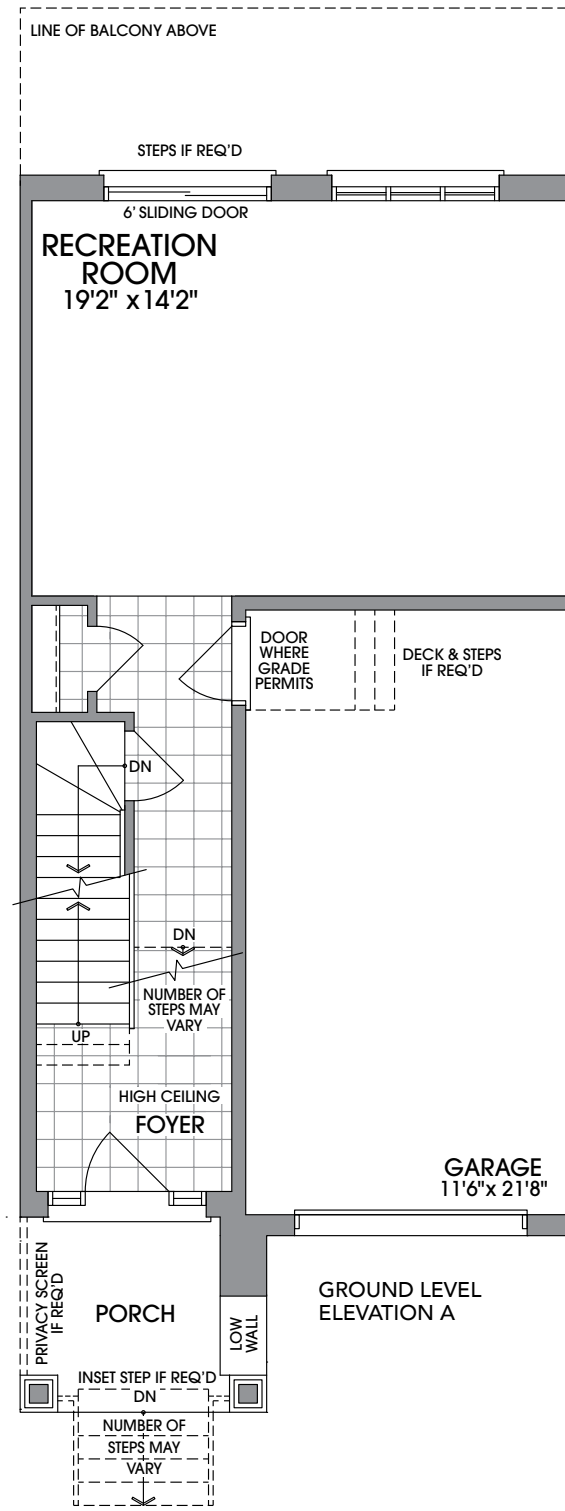 LINE OF BALCONY ABOVE
STEPS IF REQ'D
6' SLIDING DOOR
RECREATION
ROOM
19'2" x 14'2"
DOOR
WHERE
GRADE
PERMITS
DECK & STEPS
IF REQ'D
DN
DN
NUMBER OF
STEPS MAY
VARY
UP
HIGH CEILING
FOYER
GARAGE
11'6" x 21'8"
PRIVACY SCREEN
IF REQ'D
PORCH
LOW
WALL
GROUND LEVEL
ELEVATION A
INSET STEP IF REQ'D
DN
NUMBER OF
STEPS MAY
VARY